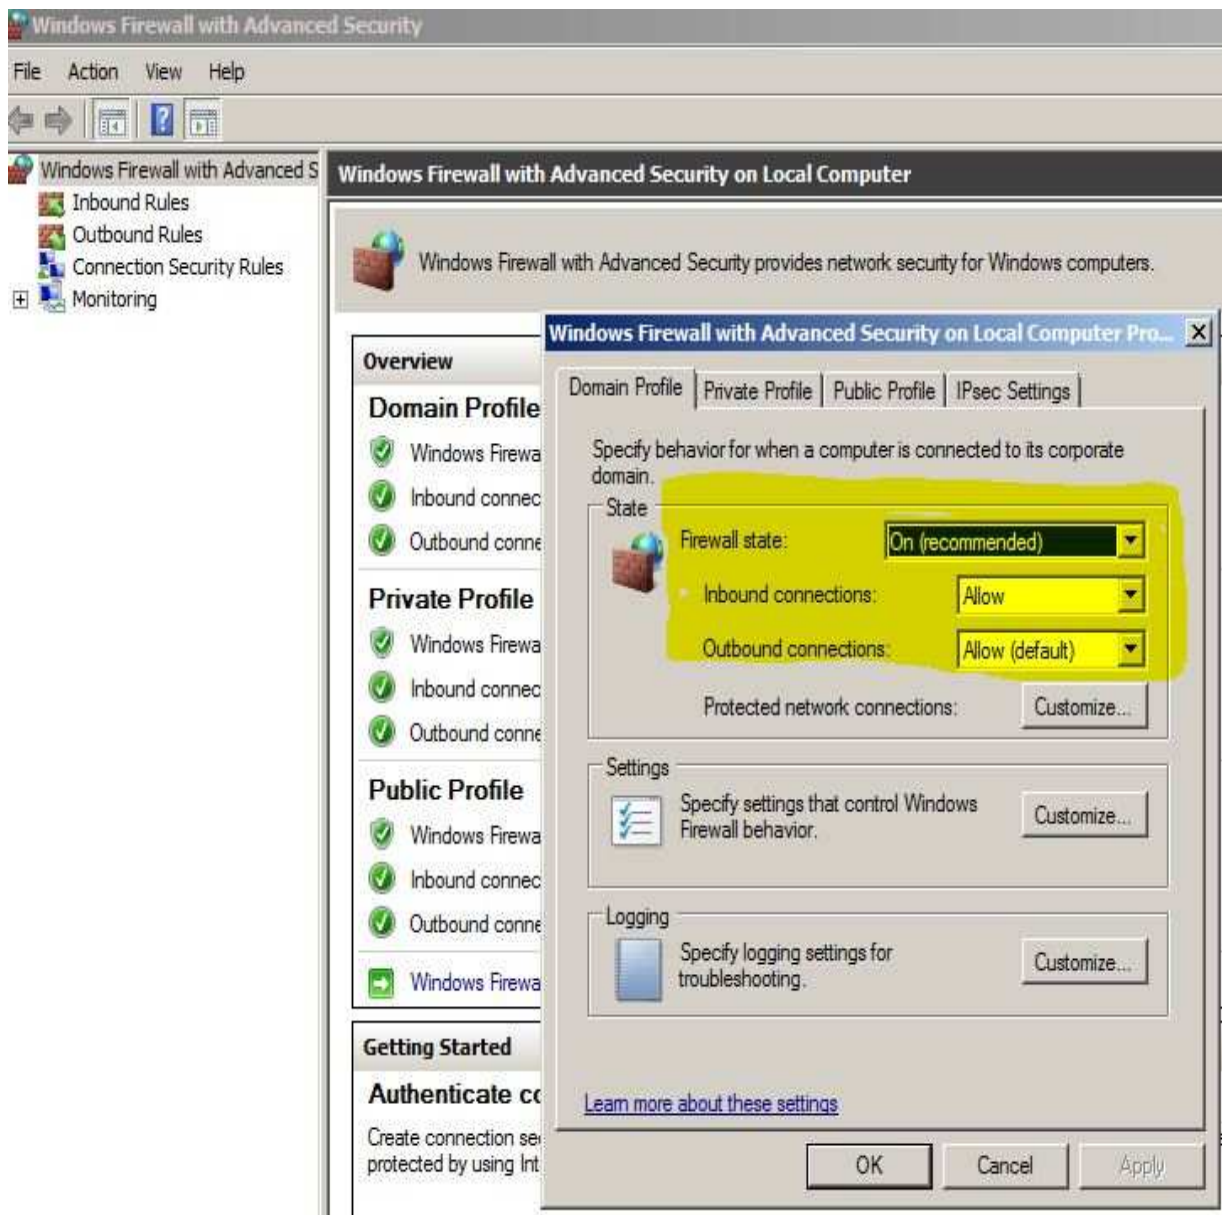 Windows Firewall with Advanced Security
File Action View Help
Windows Firewall with Advanced S
Inbound Rules
Outbound Rules
Connection Security Rules
Monitoring
Windows Firewall with Advanced Security on Local Computer
Windows Firewall with Advanced Security provides network security for Windows computers.
Overview
Domain Profile
Windows Firewa
Inbound connec
Outbound conne
Private Profile
Windows Firewa
Inbound connec
Outbound conne
Public Profile
Windows Firewa
Inbound connec
Outbound conne
Windows Firewa
Getting Started
Authenticate co
Create connection se
protected by using Int
Windows Firewall with Advanced Security on Local Computer Pro...
Domain Profile Private Profile Public Profile IPsec Settings
Specify behavior for when a computer is connected to its corporate
domain.
State
Firewall state: On (recommended)
Inbound connections: Allow
Outbound connections: Allow (default)
Protected network connections: Customize...
Settings
Specify settings that control Windows
Firewall behavior.
Customize...
Logging
Specify logging settings for
troubleshooting.
Customize...
Learn more about these settings
OK Cancel Apply